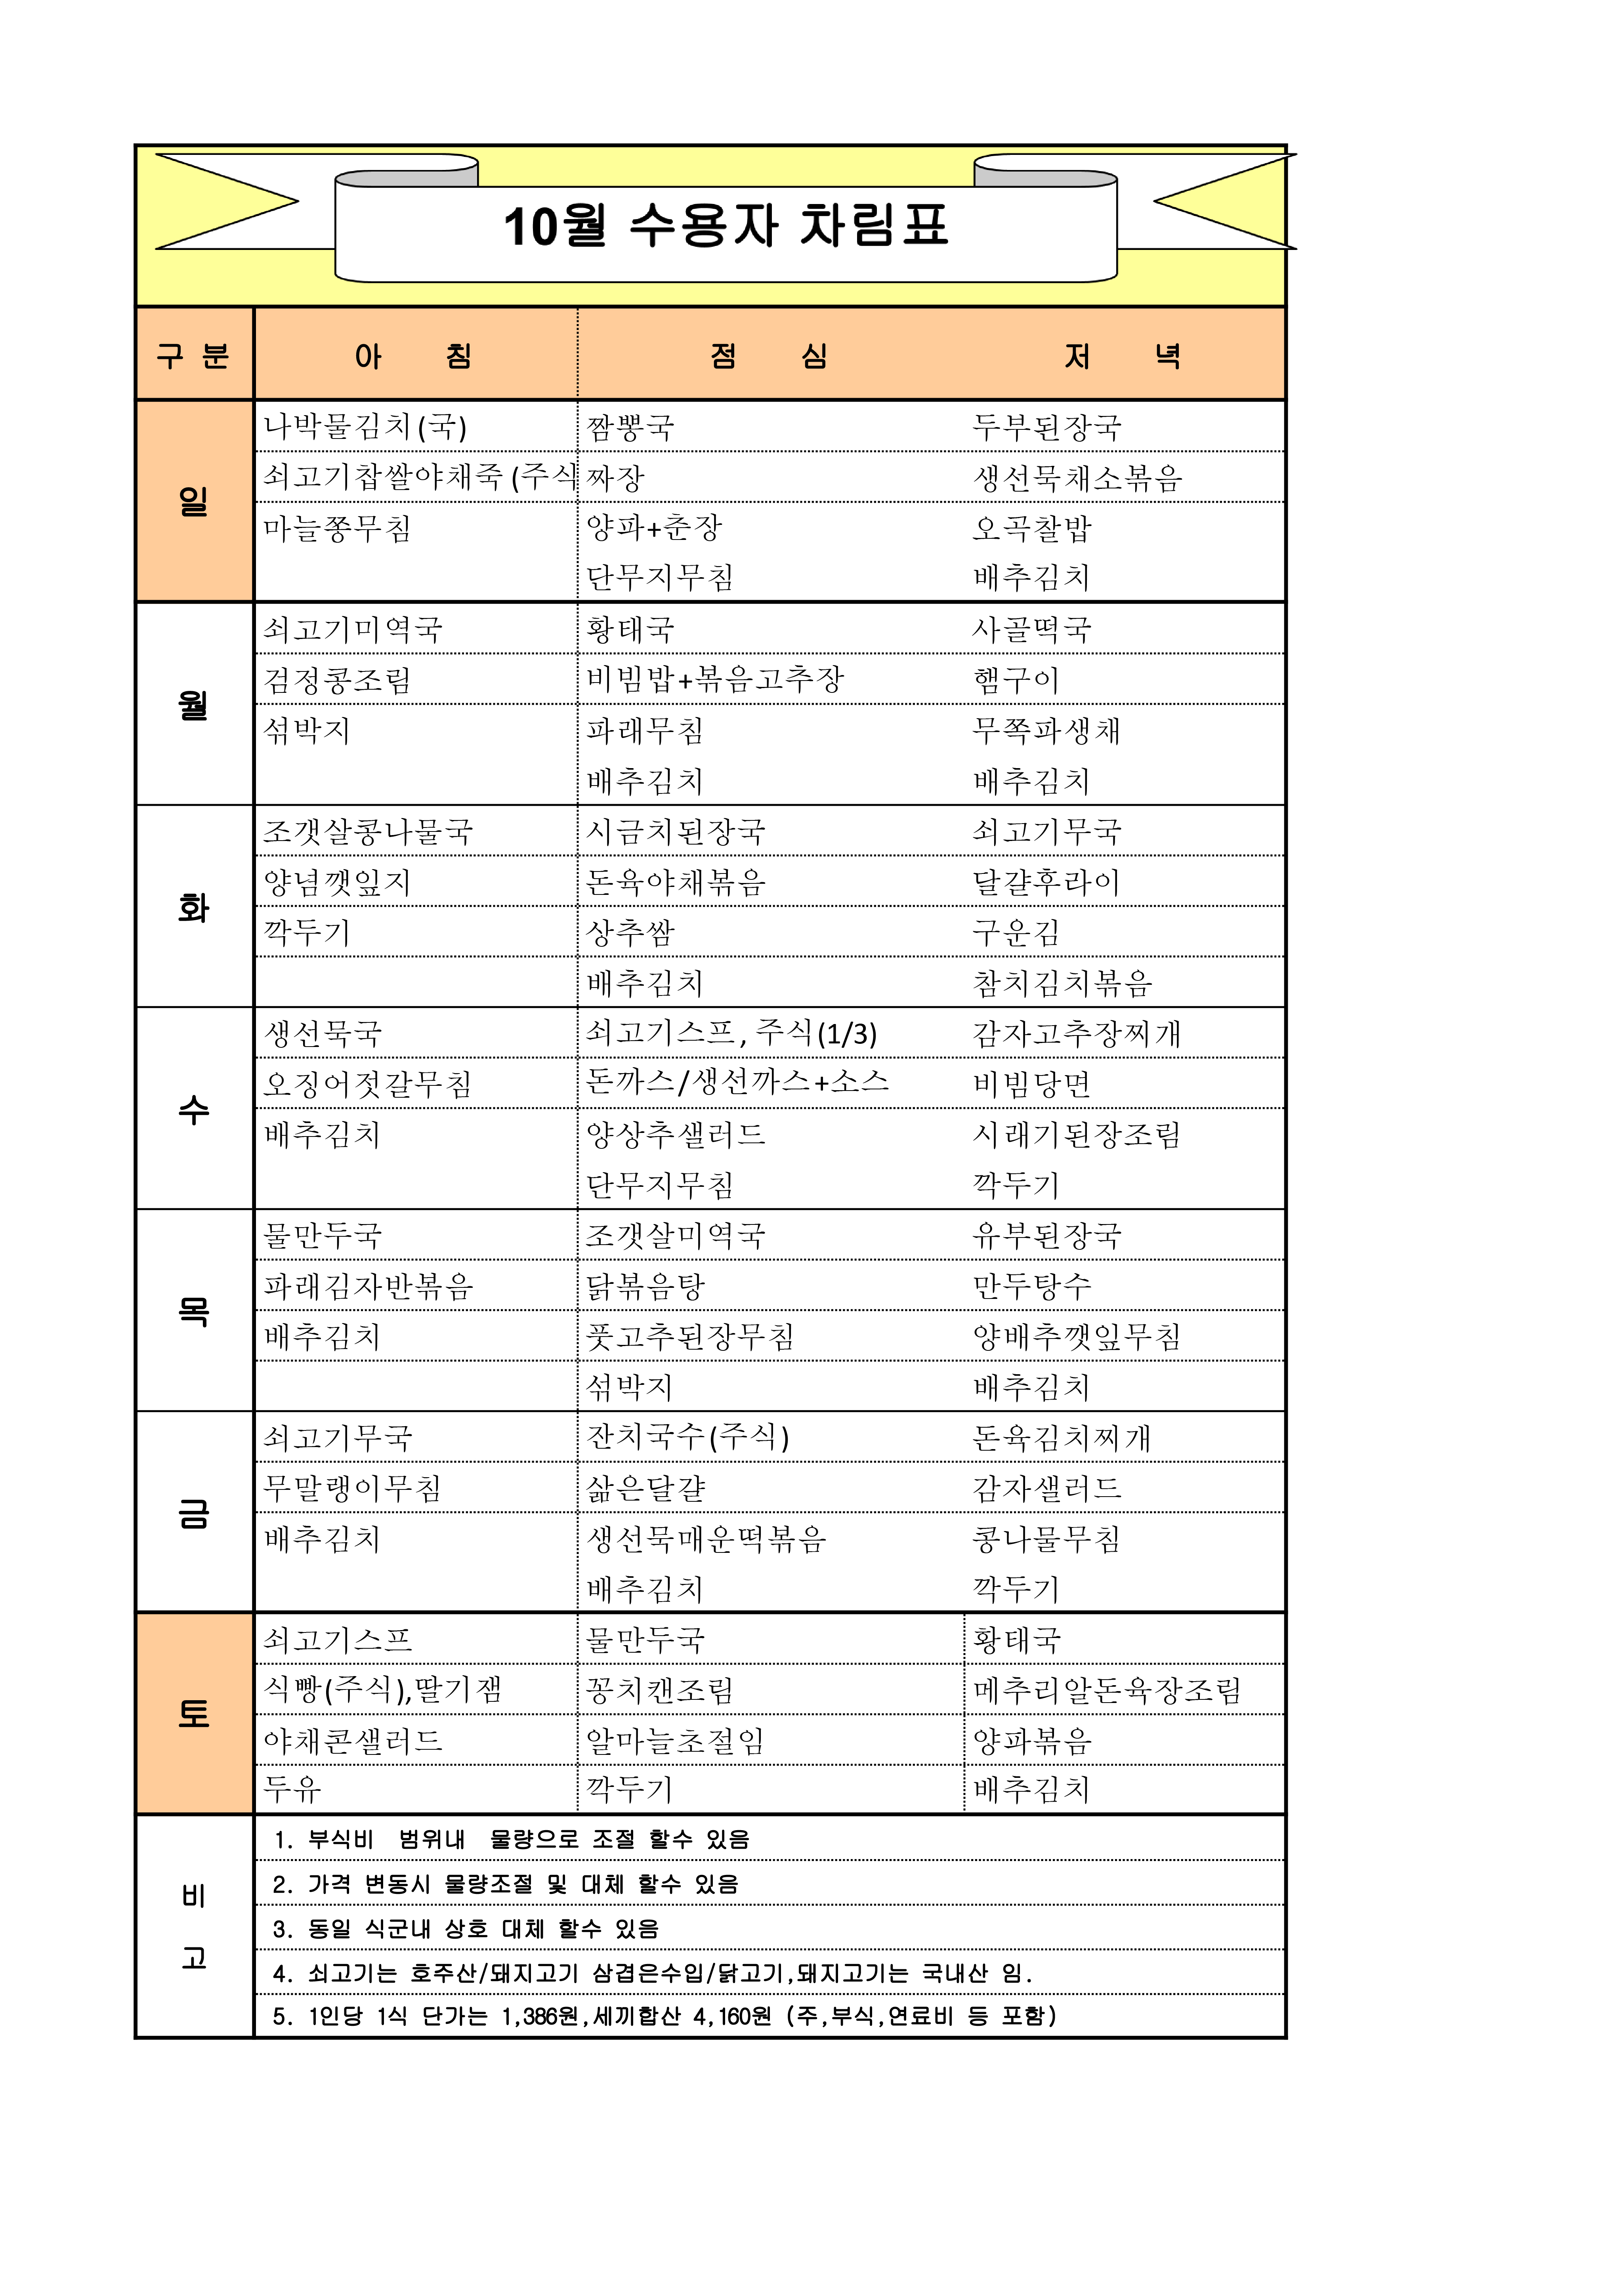 10월 수용자 차림표
구 분 아 침 점 심 저 녁
일
나박물김치(국) 짬뽕국 두부된장국
쇠고기찹쌀야채죽(주식 짜장 생선묵채소볶음
마늘쫑무침 양파+춘장 오곡찰밥
단무지무침 배추김치
월
쇠고기미역국 황태국 사골떡국
검정콩조림 비빔밥+볶음고추장 햄구이
섞박지 파래무침 무쪽파생채
배추김치 배추김치
화
조갯살콩나물국 시금치된장국 쇠고기무국
양념깻잎지 돈육야채볶음 달걀후라이
깍두기 상추쌈 구운김
배추김치 참치김치볶음
수
생선묵국 쇠고기스프, 주식(1/3) 감자고추장찌개
오징어젓갈무침 돈까스/생선까스+소스 비빔당면
배추김치 양상추샐러드 시래기된장조림
단무지무침 깍두기
목
물만두국 조갯살미역국 유부된장국
파래김자반볶음 닭볶음탕 만두탕수
배추김치 풋고추된장무침 양배추깻잎무침
섞박지 배추김치
금
쇠고기무국 잔치국수(주식) 돈육김치찌개
무말랭이무침 삶은달걀 감자샐러드
배추김치 생선묵매운떡볶음 콩나물무침
배추김치 깍두기
토
쇠고기스프 물만두국 황태국
식빵(주식),딸기잼 꽁치캔조림 메추리알돈육장조림
야채콘샐러드 알마늘초절임 양파볶음
두유 깍두기 배추김치
비
고
1. 부식비 범위내 물량으로 조절 할수 있음
2. 가격 변동시 물량조절 및 대체 할수 있음
3. 동일 식군내 상호 대체 할수 있음
4. 쇠고기는 호주산/돼지고기 삼겹은수입/닭고기,돼지고기는 국내산 임.
5. 1인당 1식 단가는 1,386원,세끼합산 4,160원 (주,부식,연료비 등 포함)